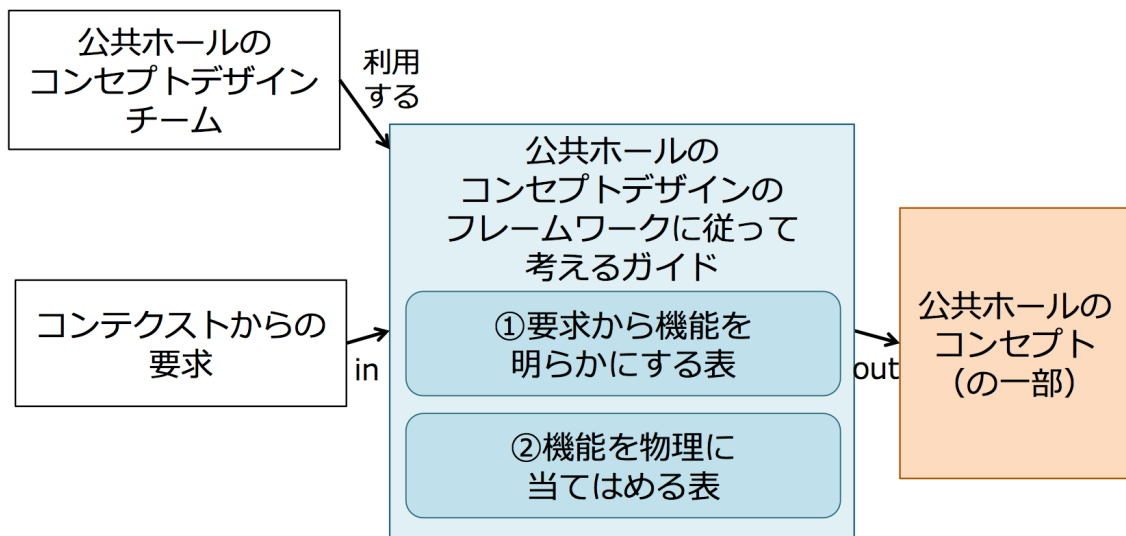 公共ホールの
コンセプトデザイン
チーム
利用
する
公共ホールの
コンセプトデザインの
フレームワークに従って
考えるガイド
コンテクストからの
要求
in
①要求から機能を
明らかにする表
②機能を物理に
当てはめる表
out
公共ホールの
コンセプト
（の一部）